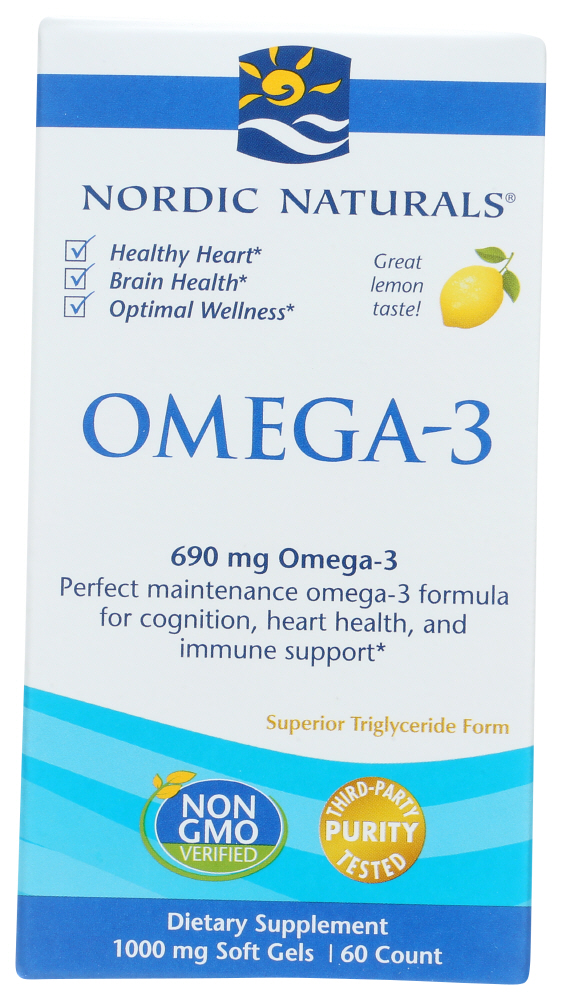 NORDIC NATURALS®
Healthy Heart*
Brain Health*
Optimal Wellness*
Great
lemon
taste!
OMEGA-3
690 mg Omega-3
Perfect maintenance omega-3 formula
for cognition, heart health, and
immune support*
Superior Triglyceride Form
NON
GMO
VERIFIED
THIRD-PARTY
PURITY
TESTED
Dietary Supplement
1000 mg Soft Gels | 60 Count